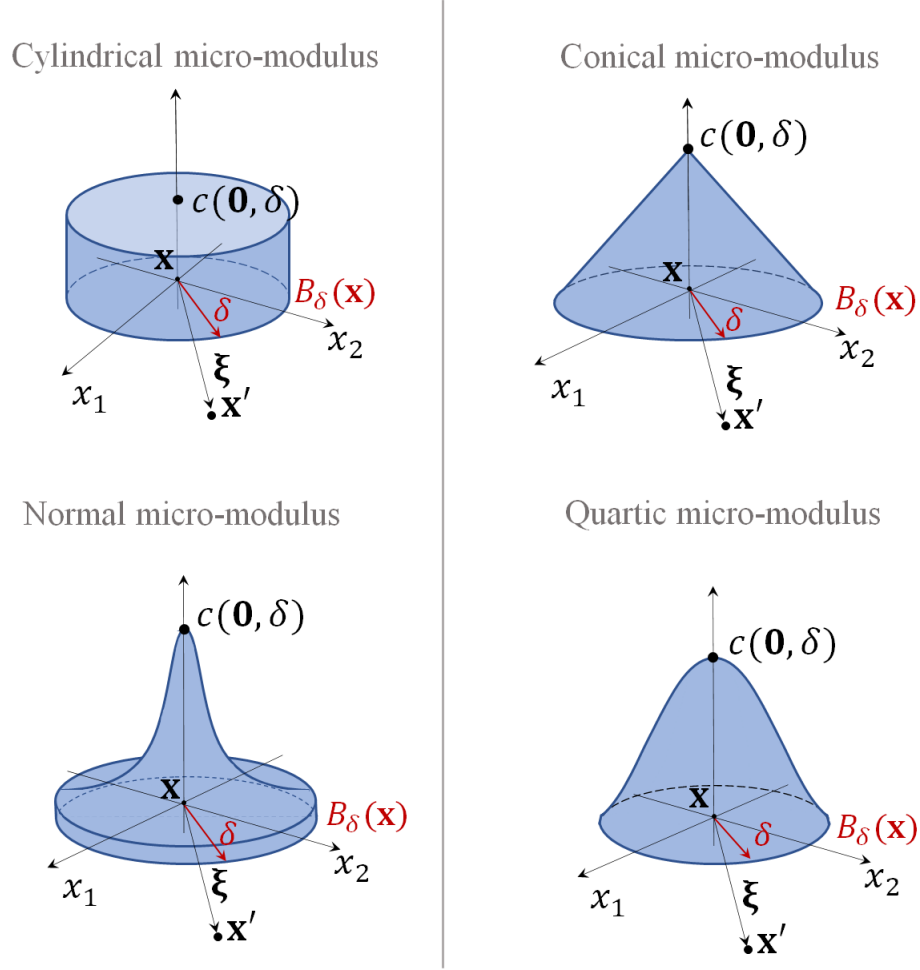 Cylindrical micro-modulus
c(𝟎, δ)
𝐱
B_δ(𝐱)
δ
x_2
x_1
𝛏
𝐱′
Conical micro-modulus
c(𝟎, δ)
𝐱
B_δ(𝐱)
δ
x_2
x_1
𝛏
𝐱′
Normal micro-modulus
c(𝟎, δ)
𝐱
B_δ(𝐱)
δ
x_2
x_1
𝛏
𝐱′
Quartic micro-modulus
c(𝟎, δ)
𝐱
B_δ(𝐱)
δ
x_2
x_1
𝛏
𝐱′